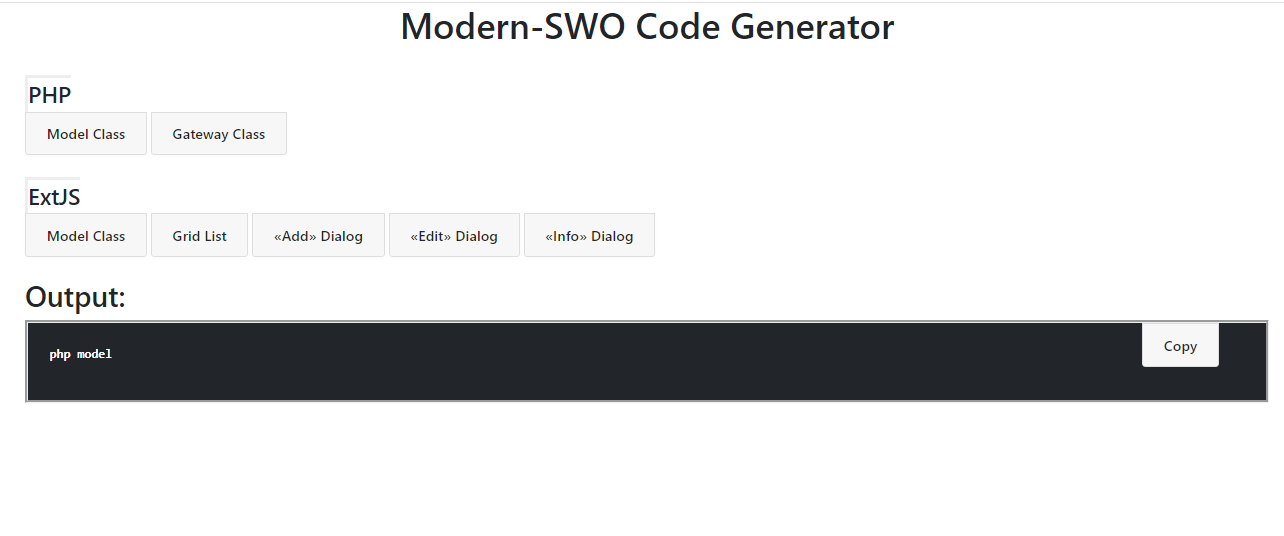 Modern-SWO Code Generator
PHP
Model Class Gateway Class
ExtJS
Model Class Grid List «Add» Dialog «Edit» Dialog «Info» Dialog
Output:
Copy
php model